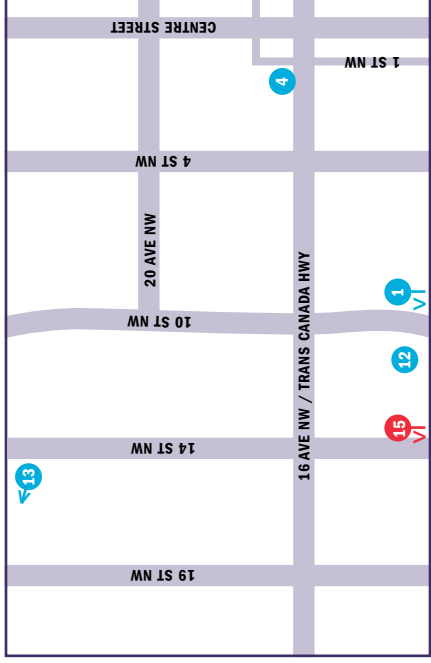 CENTRE STREET
1 ST NW
4
4 ST NW
20 AVE NW
16 AVE NW / TRANS CANADA HWY
1
10 ST NW
12
15
14 ST NW
13
19 ST NW